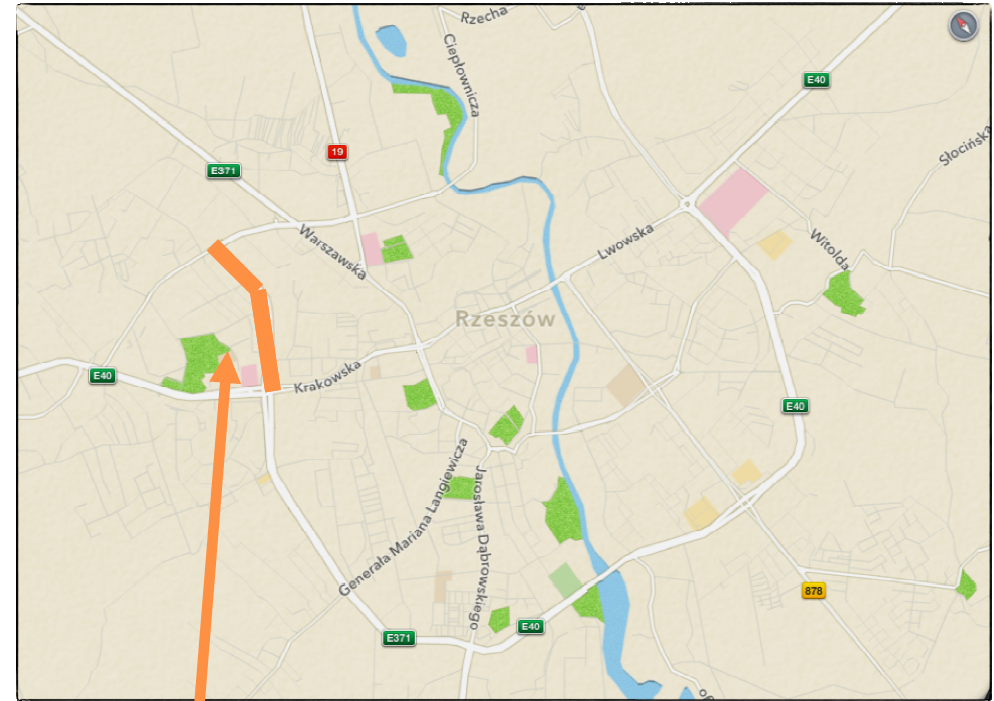 Rzecha
Ciepłownicza
E40
19
Słocińska
E371
Warszawska
Lwowska
Witolda
Rzeszów
E40
Krakowska
E40
Generała Mariana Langiewicza
Jarosława Dąbrowskiego
878
E371
E40